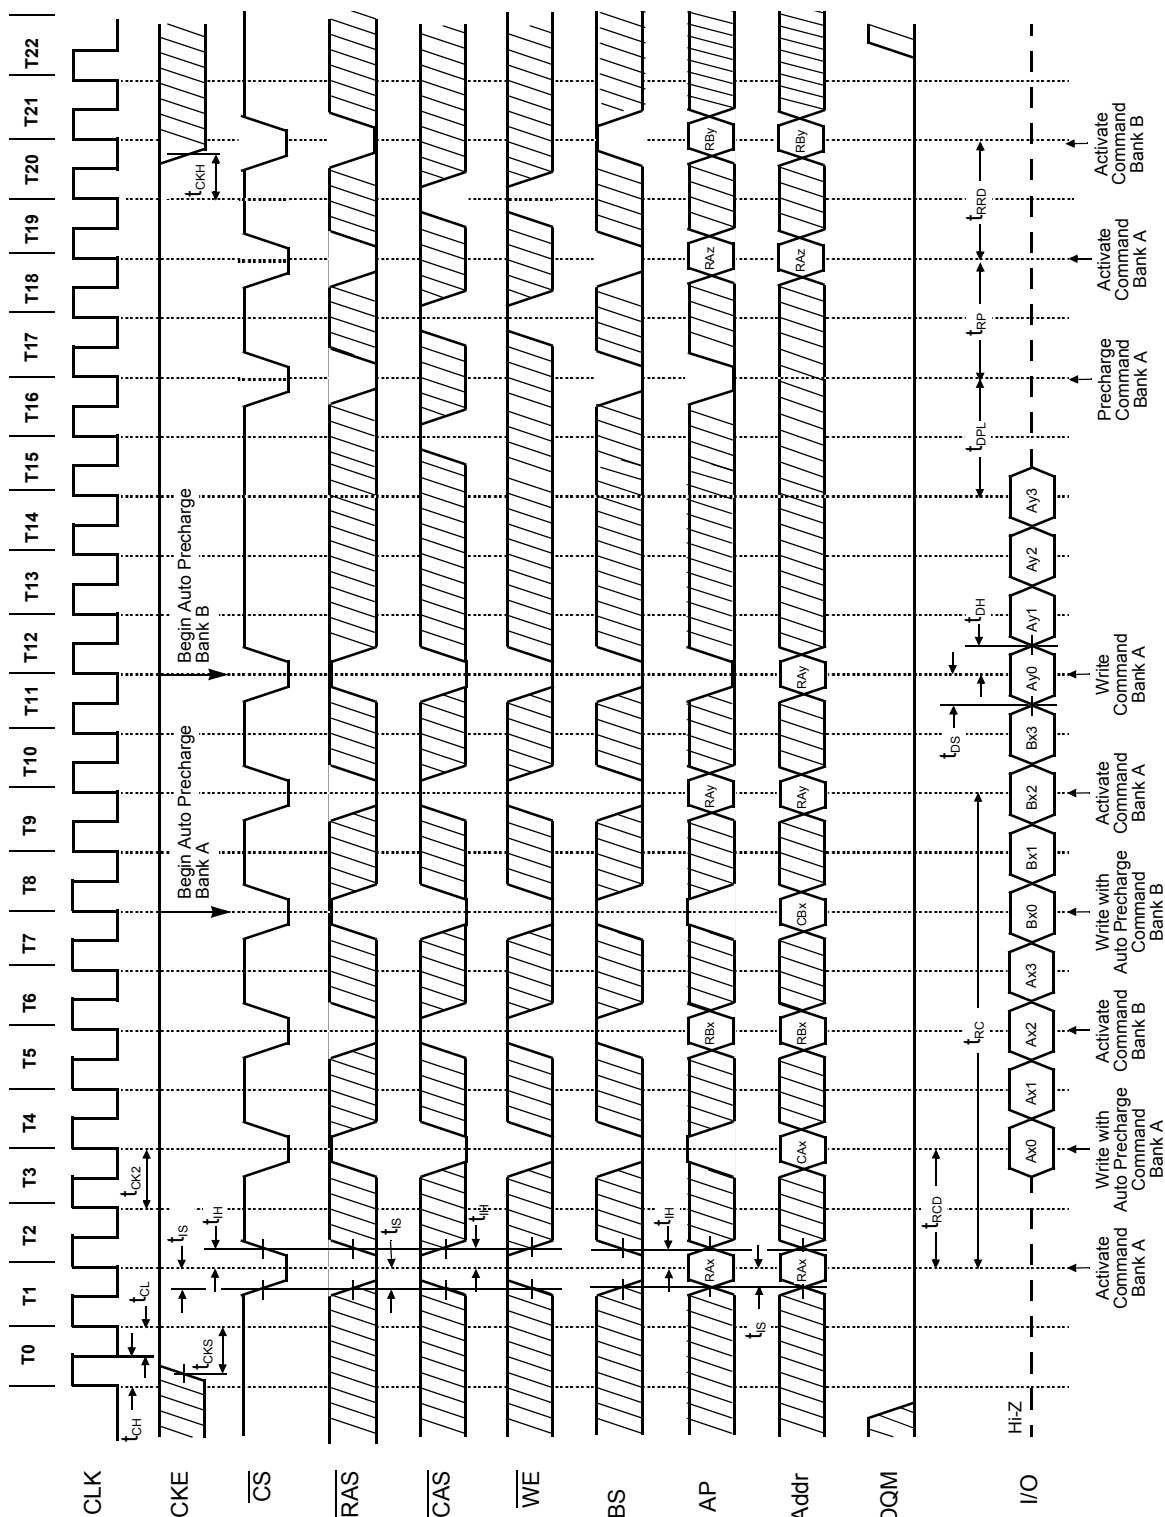 T0 T1 T2 T3 T4 T5 T6 T7 T8 T9 T10 T11 T12 T13 T14 T15 T16 T17 T18 T19 T20 T21 T22
CLK
tCH
tCL
tCK2
CKE
tCKS
tIS
tIH
Begin Auto Precharge
Bank A
Begin Auto Precharge
Bank B
tCKH
CS
RAS
tIS
CAS
tIH
WE
BS
tIH
AP
RAx
RBx
RAy
RAz
RBy
tIS
Addr
RAx
CAx
RBx
CBx
RAy
RAy
RAz
RBy
DQM
tRCD
tRC
tDS
tDH
tDPL
tRP
tRRD
I/O
Hi-Z
Ax0
Ax1
Ax2
Ax3
Bx0
Bx1
Bx2
Bx3
Ay0
Ay1
Ay2
Ay3
Activate
Command
Bank A
Write with
Auto Precharge
Command
Bank A
Activate
Command
Bank B
Write with
Auto Precharge
Command
Bank B
Activate
Command
Bank A
Write
Command
Bank A
Precharge
Command
Bank A
Activate
Command
Bank A
Activate
Command
Bank B